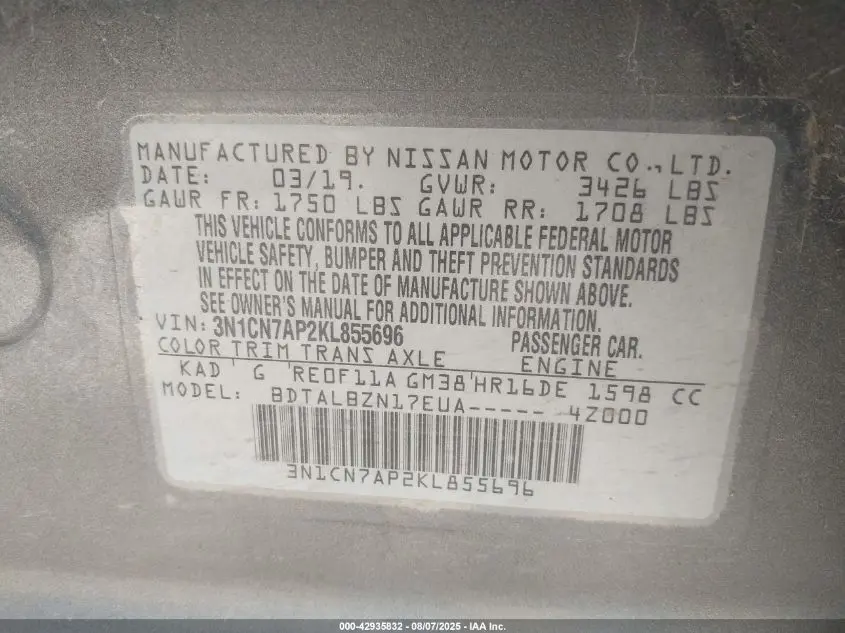 MANUFACTURED BY NISSAN MOTOR CO., LTD.
DATE: 03/19. GVWR: 3426 LBS
GAWR FR: 1750 LBS GAWR RR: 1708 LBS
THIS VEHICLE CONFORMS TO ALL APPLICABLE FEDERAL MOTOR
VEHICLE SAFETY, BUMPER AND THEFT PREVENTION STANDARDS
IN EFFECT ON THE DATE OF MANUFACTURE SHOWN ABOVE.
SEE OWNER'S MANUAL FOR ADDITIONAL INFORMATION.
VIN: 3N1CN7AP2KL855696 PASSENGER CAR.
COLOR TRIM TRANS AXLE ENGINE
KAD ' G 'RE0F11A GM38'HR16DE 1598 CC
MODEL: BDTALBZN17EUA----- 4Z000
3N1CN7AP2KL855696
000-42935832 - 08/07/2025 - IAA Inc.